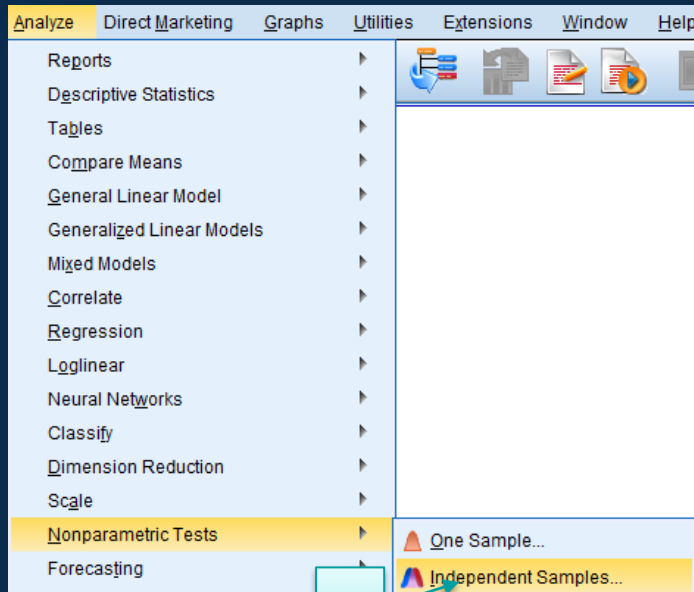 Analyze Direct Marketing Graphs Utilities Extensions Window Help
Reports
Descriptive Statistics
Tables
Compare Means
General Linear Model
Generalized Linear Models
Mixed Models
Correlate
Regression
Loglinear
Neural Networks
Classify
Dimension Reduction
Scale
Nonparametric Tests
One Sample...
Forecasting
Independent Samples...